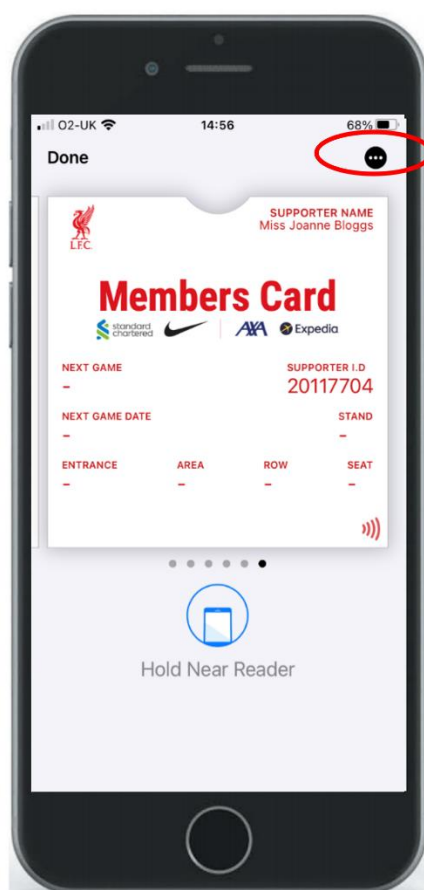 O2-UK 14:56 68%
Done
L.F.C.
SUPPORTER NAME
Miss Joanne Bloggs
Members Card
standard
chartered
AXA Expedia
NEXT GAME SUPPORTER I.D
- 20117704
NEXT GAME DATE STAND
- -
ENTRANCE AREA ROW SEAT
- - - -
Hold Near Reader